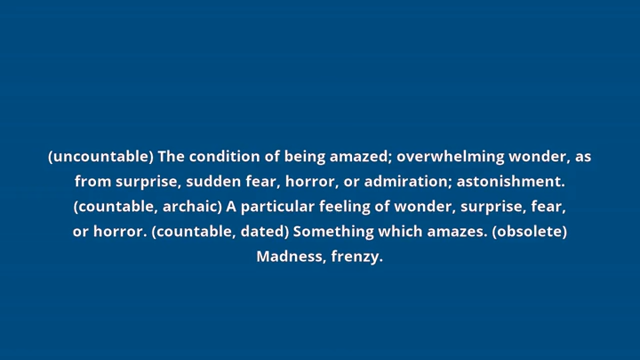 (uncountable) The condition of being amazed; overwhelming wonder, as
from surprise, sudden fear, horror, or admiration; astonishment.
(countable, archaic) A particular feeling of wonder, surprise, fear,
or horror. (countable, dated) Something which amazes. (obsolete)
Madness, frenzy.